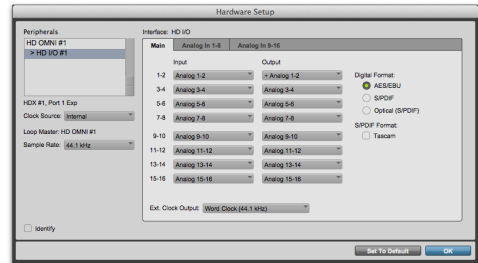 Hardware Setup
Peripherals
HD OMNI #1
> HD I/O #1
HDX #1, Port 1 Exp
Clock Source: Internal
Loop Master: HD OMNI #1
Sample Rate: 44.1 kHz
Identify
Interface: HD I/O
Main Analog In 1-8 Analog In 9-16
Input Output
1-2 Analog 1-2 + Analog 1-2
3-4 Analog 3-4 Analog 3-4
5-6 Analog 5-6 Analog 5-6
7-8 Analog 7-8 Analog 7-8
9-10 Analog 9-10 Analog 9-10
11-12 Analog 11-12 Analog 11-12
13-14 Analog 13-14 Analog 13-14
15-16 Analog 15-16 Analog 15-16
Ext. Clock Output: Word Clock (44.1 kHz)
Digital Format:
AES/EBU
S/PDIF
Optical (S/PDIF)
S/PDIF Format:
Tascam
Set To Default OK